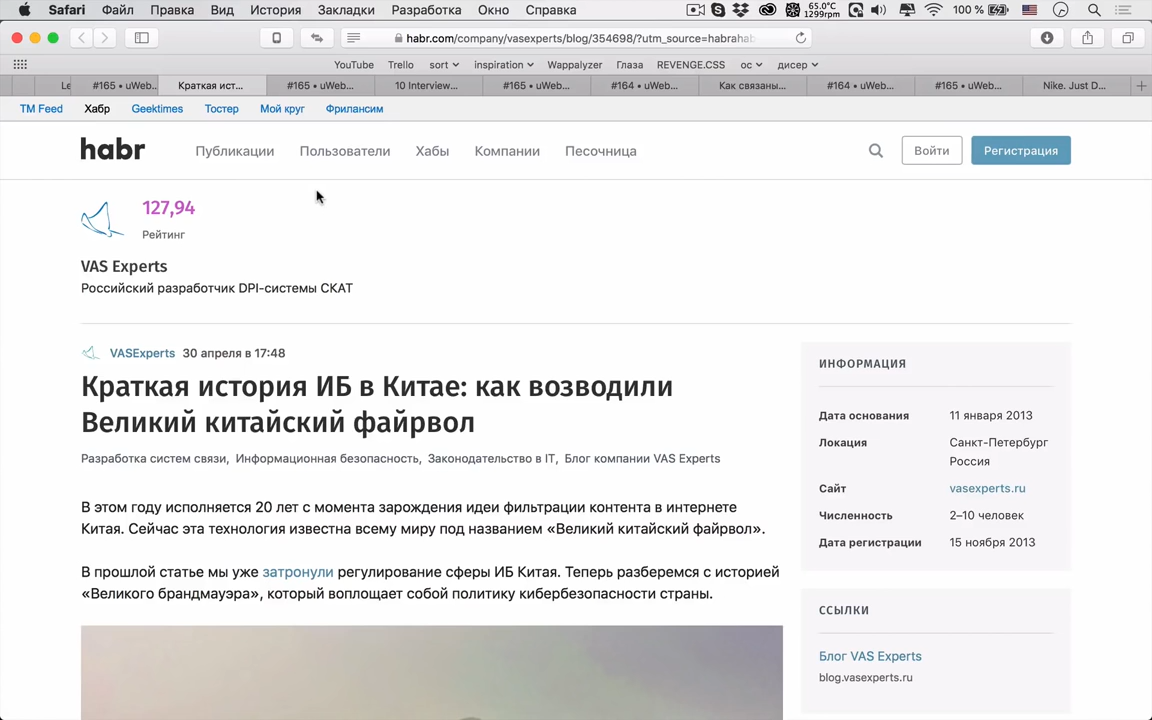 Safari Файл Правка Вид История Закладки Разработка Окно Справка 65.0°C 1299rpm 100 %
habr.com/company/vasexperts/blog/354698/?utm_source=habrahab
YouTube Trello sort inspiration Wappalyzer Глаза REVENGE.CSS ос дисер
Le #165 • uWeb... Краткая ист... #165 • uWeb... 10 Interview... #165 • uWeb... #164 • uWeb... Как связаны... #164 • uWeb... #165 • uWeb... Nike. Just D...
TM Feed Хабр Geektimes Тостер Мой круг Фрилансим
habr Публикации Пользователи Хабы Компании Песочница Войти Регистрация
127,94
Рейтинг
VAS Experts
Российский разработчик DPI-системы СКАТ
VASExperts 30 апреля в 17:48
Краткая история ИБ в Китае: как возводили
Великий китайский файрвол
Разработка систем связи, Информационная безопасность, Законодательство в IT, Блог компании VAS Experts
В этом году исполняется 20 лет с момента зарождения идеи фильтрации контента в интернете
Китая. Сейчас эта технология известна всему миру под названием «Великий китайский файрвол».
В прошлой статье мы уже затронули регулирование сферы ИБ Китая. Теперь разберемся с историей
«Великого брандмауэра», который воплощает собой политику кибербезопасности страны.
ИНФОРМАЦИЯ
Дата основания 11 января 2013
Локация Санкт-Петербург
Россия
Сайт vasexperts.ru
Численность 2–10 человек
Дата регистрации 15 ноября 2013
ССЫЛКИ
Блог VAS Experts
blog.vasexperts.ru